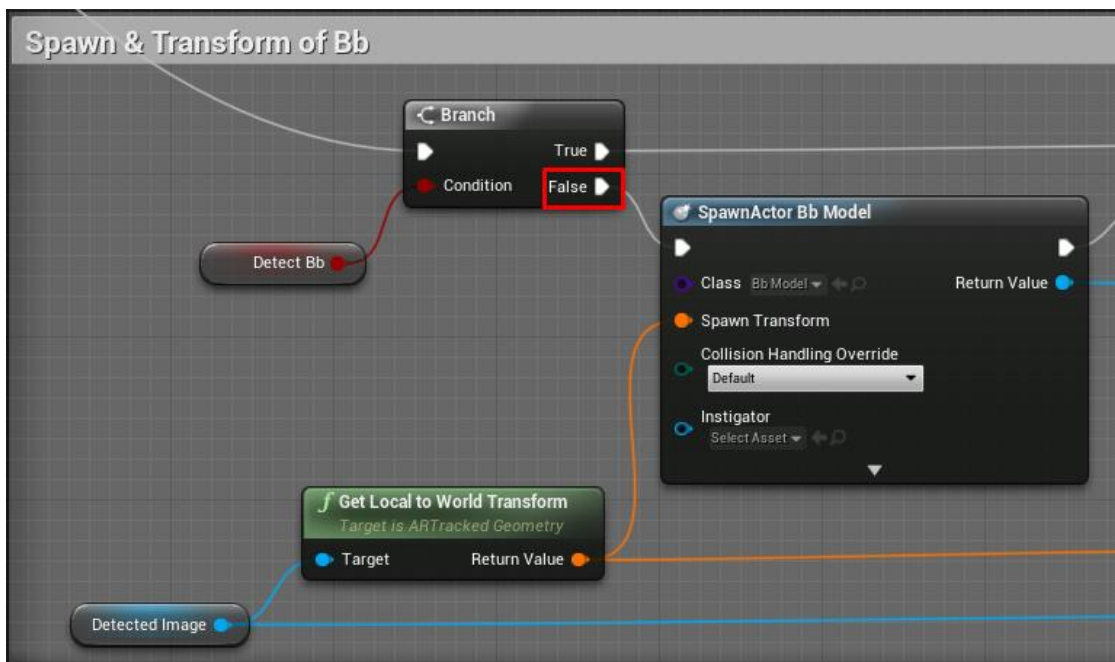 Spawn & Transform of Bb
Branch
True
Condition
False
Detect Bb
SpawnActor Bb Model
Class Bb Model
Return Value
Spawn Transform
Collision Handling Override
Default
Instigator
Select Asset
f Get Local to World Transform
Target is ARTracked Geometry
Target
Return Value
Detected Image